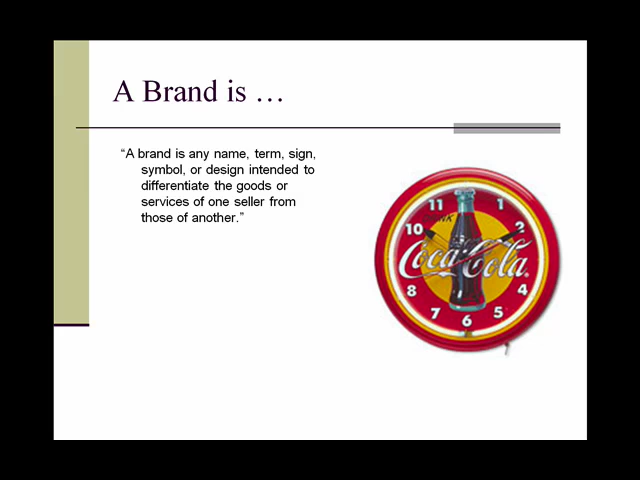 A Brand is …
“A brand is any name, term, sign,
symbol, or design intended to
differentiate the goods or
services of one seller from
those of another.”
11
1
DRINK
10
2
Coca-Cola
8
4
7
5
6